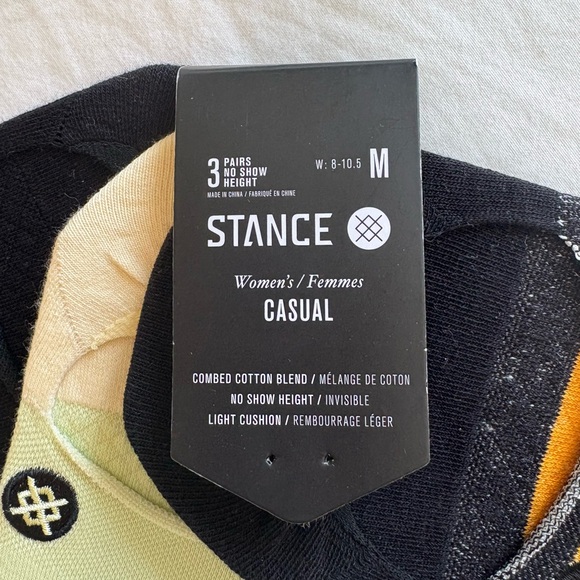 3 PAIRS
NO SHOW
HEIGHT
W: 8-10.5 M
MADE IN CHINA / FABRIQUÉ EN CHINE
STANCE
Women's / Femmes
CASUAL
COMBED COTTON BLEND / MÉLANGE DE COTON
NO SHOW HEIGHT / INVISIBLE
LIGHT CUSHION / REMBOURRAGE LÉGER